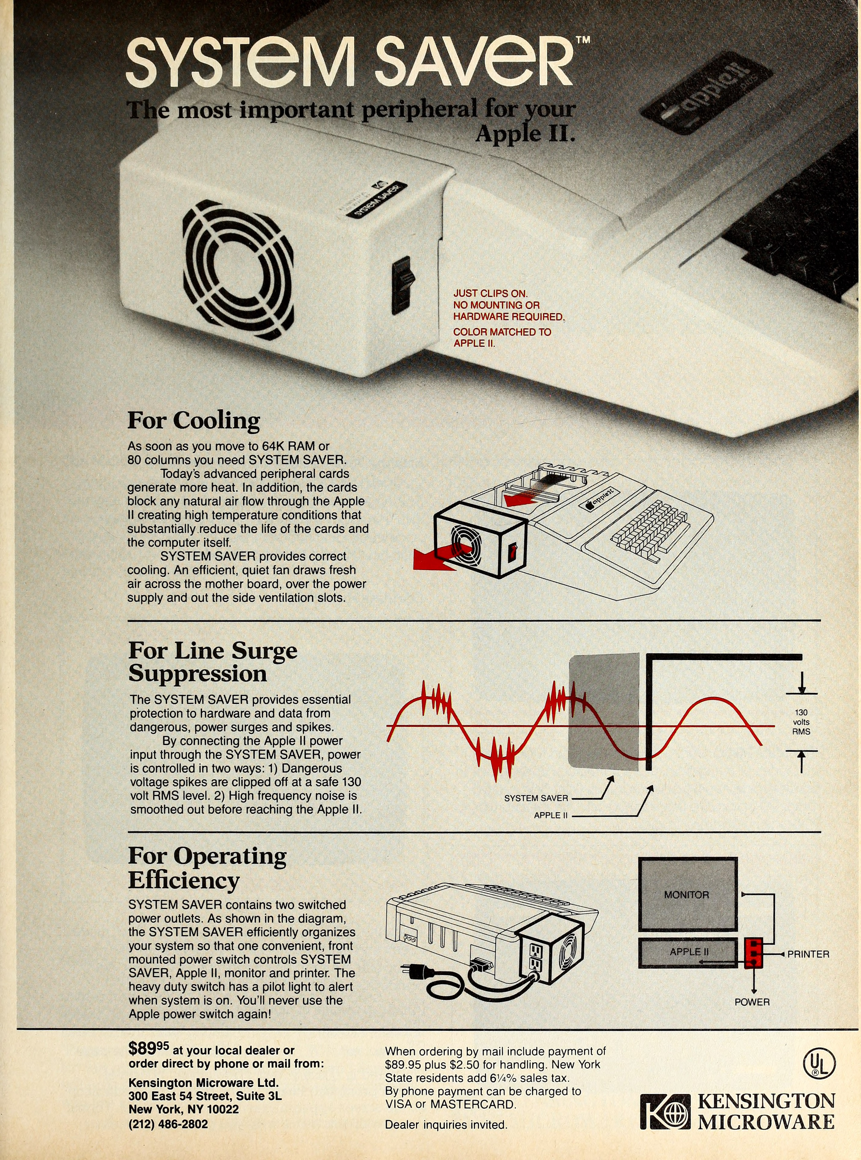 SYSTEM SAVER™
The most important peripheral for your
Apple II.
apple II
plus
SYSTEM SAVER
JUST CLIPS ON.
NO MOUNTING OR
HARDWARE REQUIRED,
COLOR MATCHED TO
APPLE II.
For Cooling
As soon as you move to 64K RAM or
80 columns you need SYSTEM SAVER.
Today's advanced peripheral cards
generate more heat. In addition, the cards
block any natural air flow through the Apple
II creating high temperature conditions that
substantially reduce the life of the cards and
the computer itself.
SYSTEM SAVER provides correct
cooling. An efficient, quiet fan draws fresh
air across the mother board, over the power
supply and out the side ventilation slots.
apple II
For Line Surge
Suppression
The SYSTEM SAVER provides essential
protection to hardware and data from
dangerous, power surges and spikes.
By connecting the Apple II power
input through the SYSTEM SAVER, power
is controlled in two ways: 1) Dangerous
voltage spikes are clipped off at a safe 130
volt RMS level. 2) High frequency noise is
smoothed out before reaching the Apple II.
130
volts
RMS
SYSTEM SAVER
APPLE II
For Operating
Efficiency
SYSTEM SAVER contains two switched
power outlets. As shown in the diagram,
the SYSTEM SAVER efficiently organizes
your system so that one convenient, front
mounted power switch controls SYSTEM
SAVER, Apple II, monitor and printer. The
heavy duty switch has a pilot light to alert
when system is on. You'll never use the
Apple power switch again!
MONITOR
APPLE II
PRINTER
POWER
$89⁹⁵ at your local dealer or
order direct by phone or mail from:
Kensington Microware Ltd.
300 East 54 Street, Suite 3L
New York, NY 10022
(212) 486-2802
When ordering by mail include payment of
$89.95 plus $2.50 for handling. New York
State residents add 6¼% sales tax.
By phone payment can be charged to
VISA or MASTERCARD.
Dealer inquiries invited.
UL®
K
KENSINGTON
MICROWARE